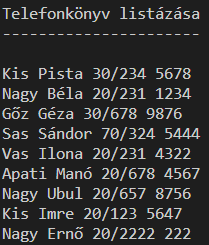 Telefonkönyv listázása
----------------------
Kis Pista 30/234 5678
Nagy Béla 20/231 1234
Góz Géza 30/678 9876
Sas Sándor 70/324 5444
Vas Ilona 20/231 4322
Apati Manó 20/678 4567
Nagy Ubul 20/657 8756
Kis Imre 20/123 5647
Nagy Ernő 20/2222 222